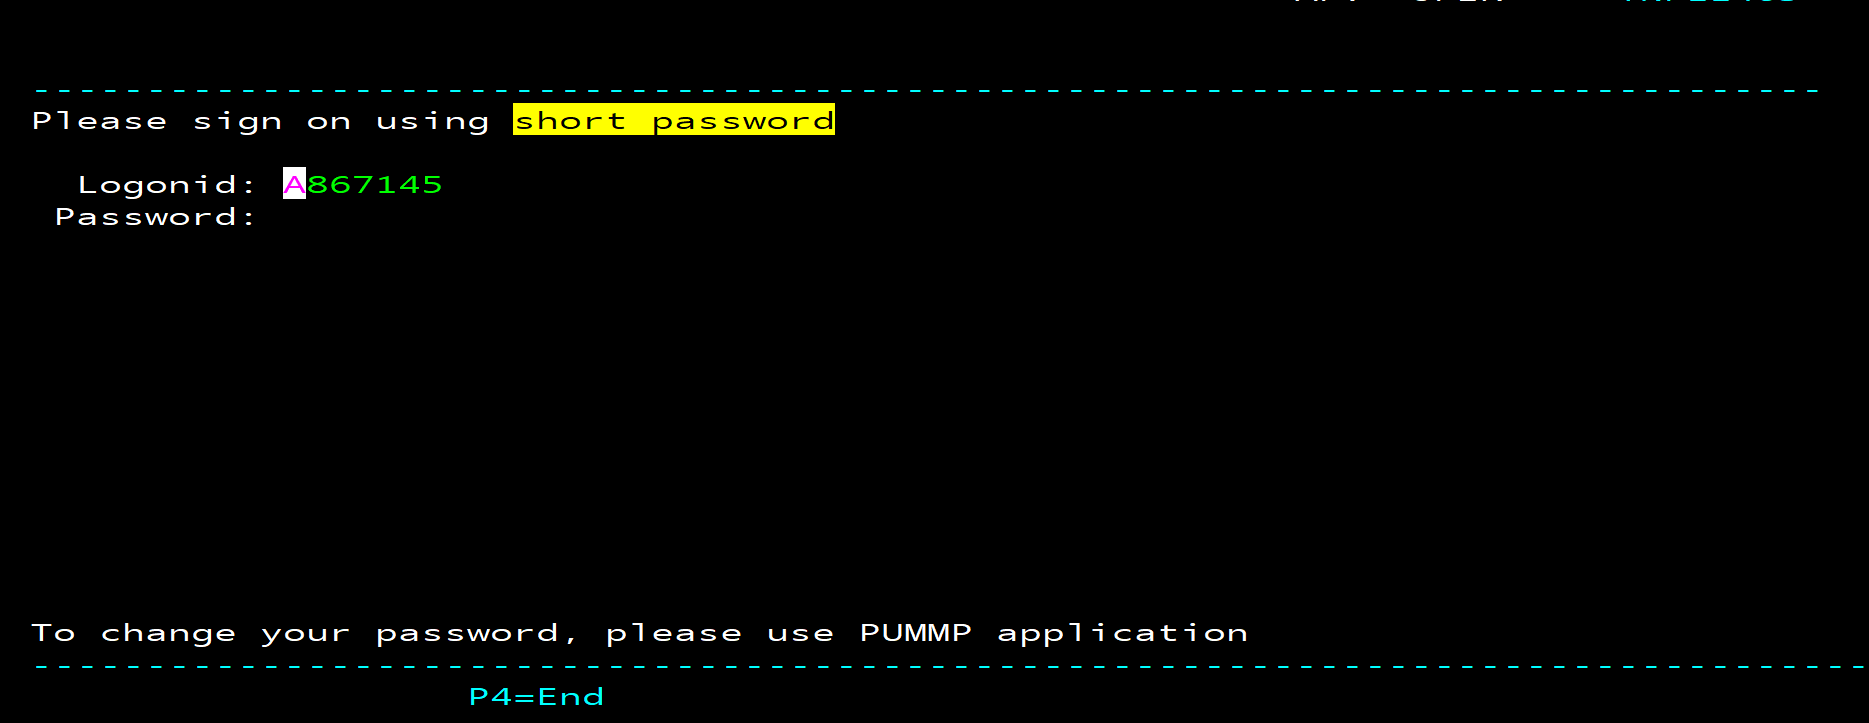 ---------------------------------------------------------------------------------
Please sign on using short password
Logonid: A867145
Password:
To change your password, please use PUMMP application
---------------------------------------------------------------------------------
P4=End